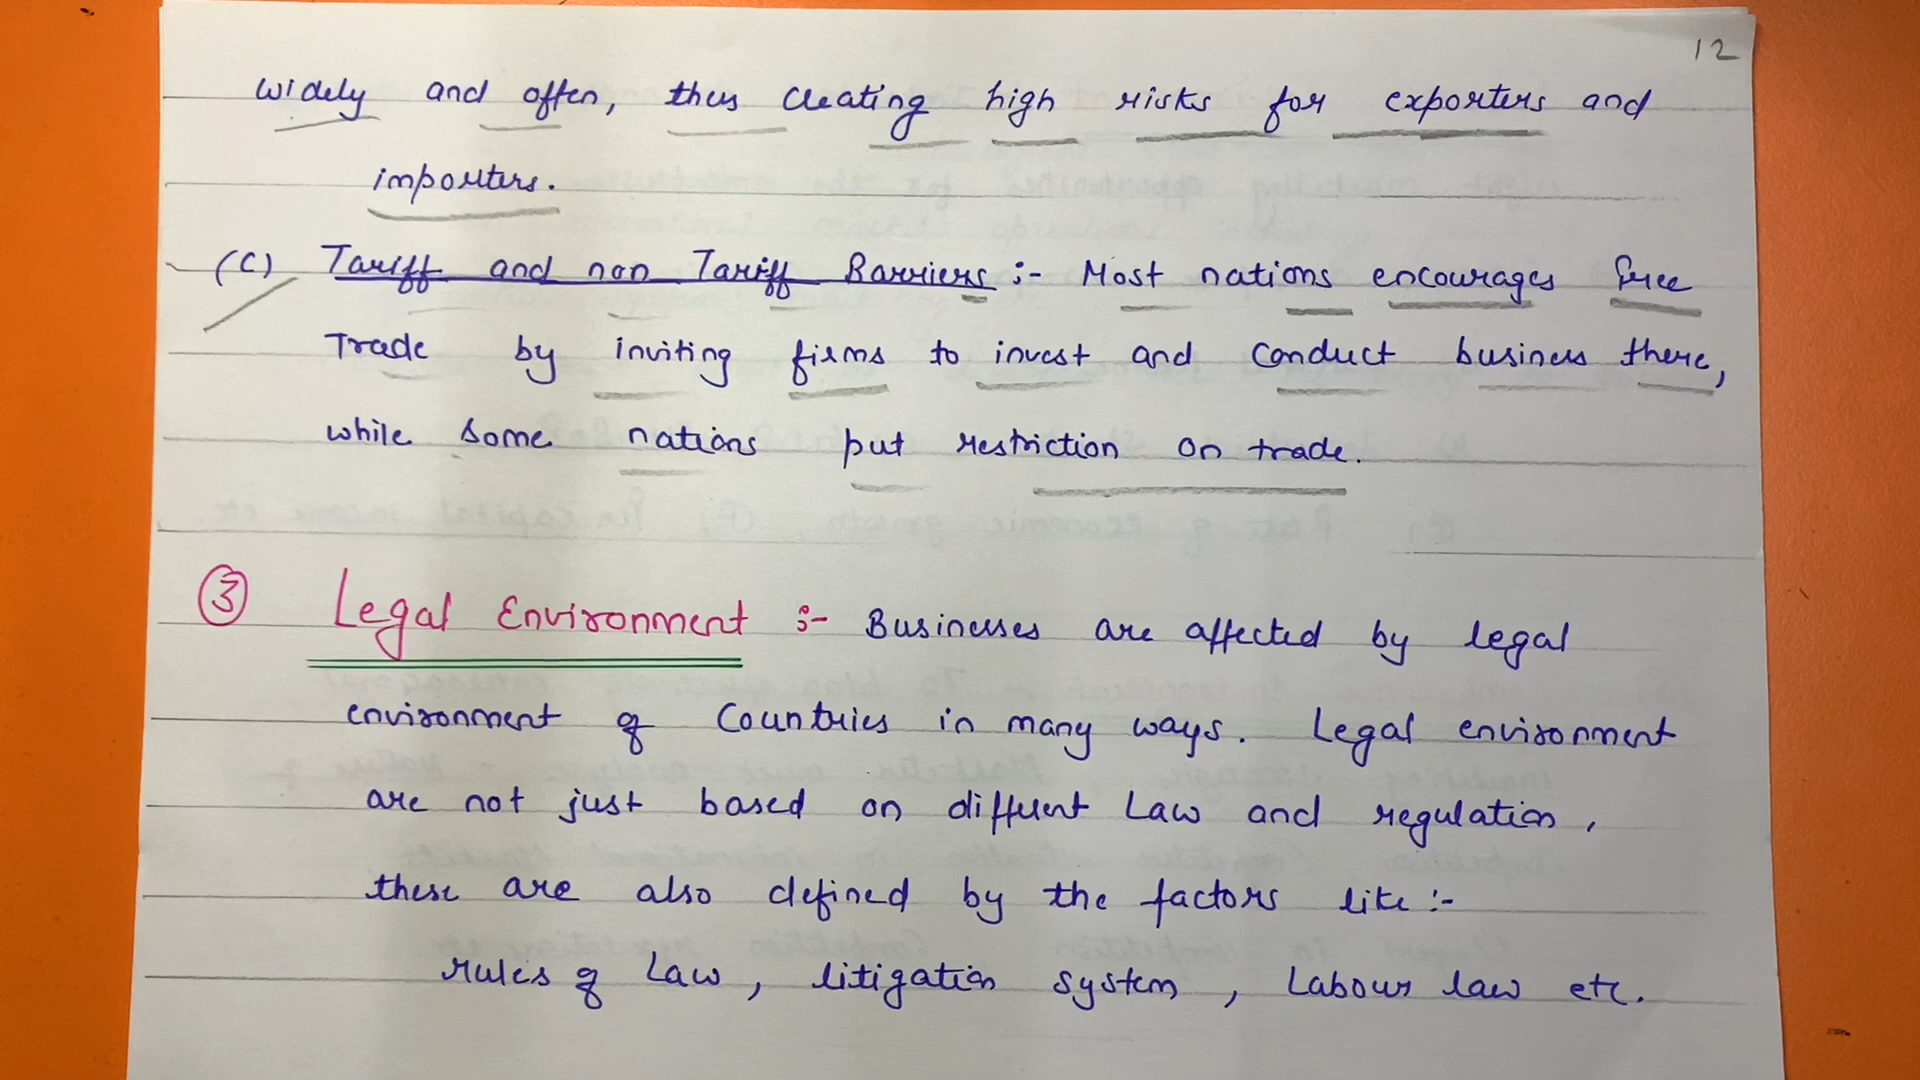 12
widely and often, thus creating high risks for exporters and
importers.
(C) Tariff and non Tariff Barriers :- Most nations encourages free
Trade by inviting firms to invest and conduct business there,
while some nations put restriction on trade.
③ Legal Environment :- Businesses are affected by legal
environment of Countries in many ways. Legal environment
are not just based on different Law and regulation,
these are also defined by the factors like :-
rules of Law, litigation system, Labour law etc.